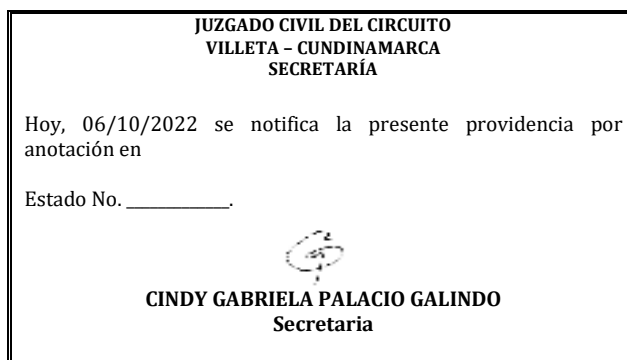 JUZGADO CIVIL DEL CIRCUITO
VILLETA – CUNDINAMARCA
SECRETARÍA
Hoy, 06/10/2022 se notifica la presente providencia por
anotación en
Estado No. ____________.
CINDY GABRIELA PALACIO GALINDO
Secretaria